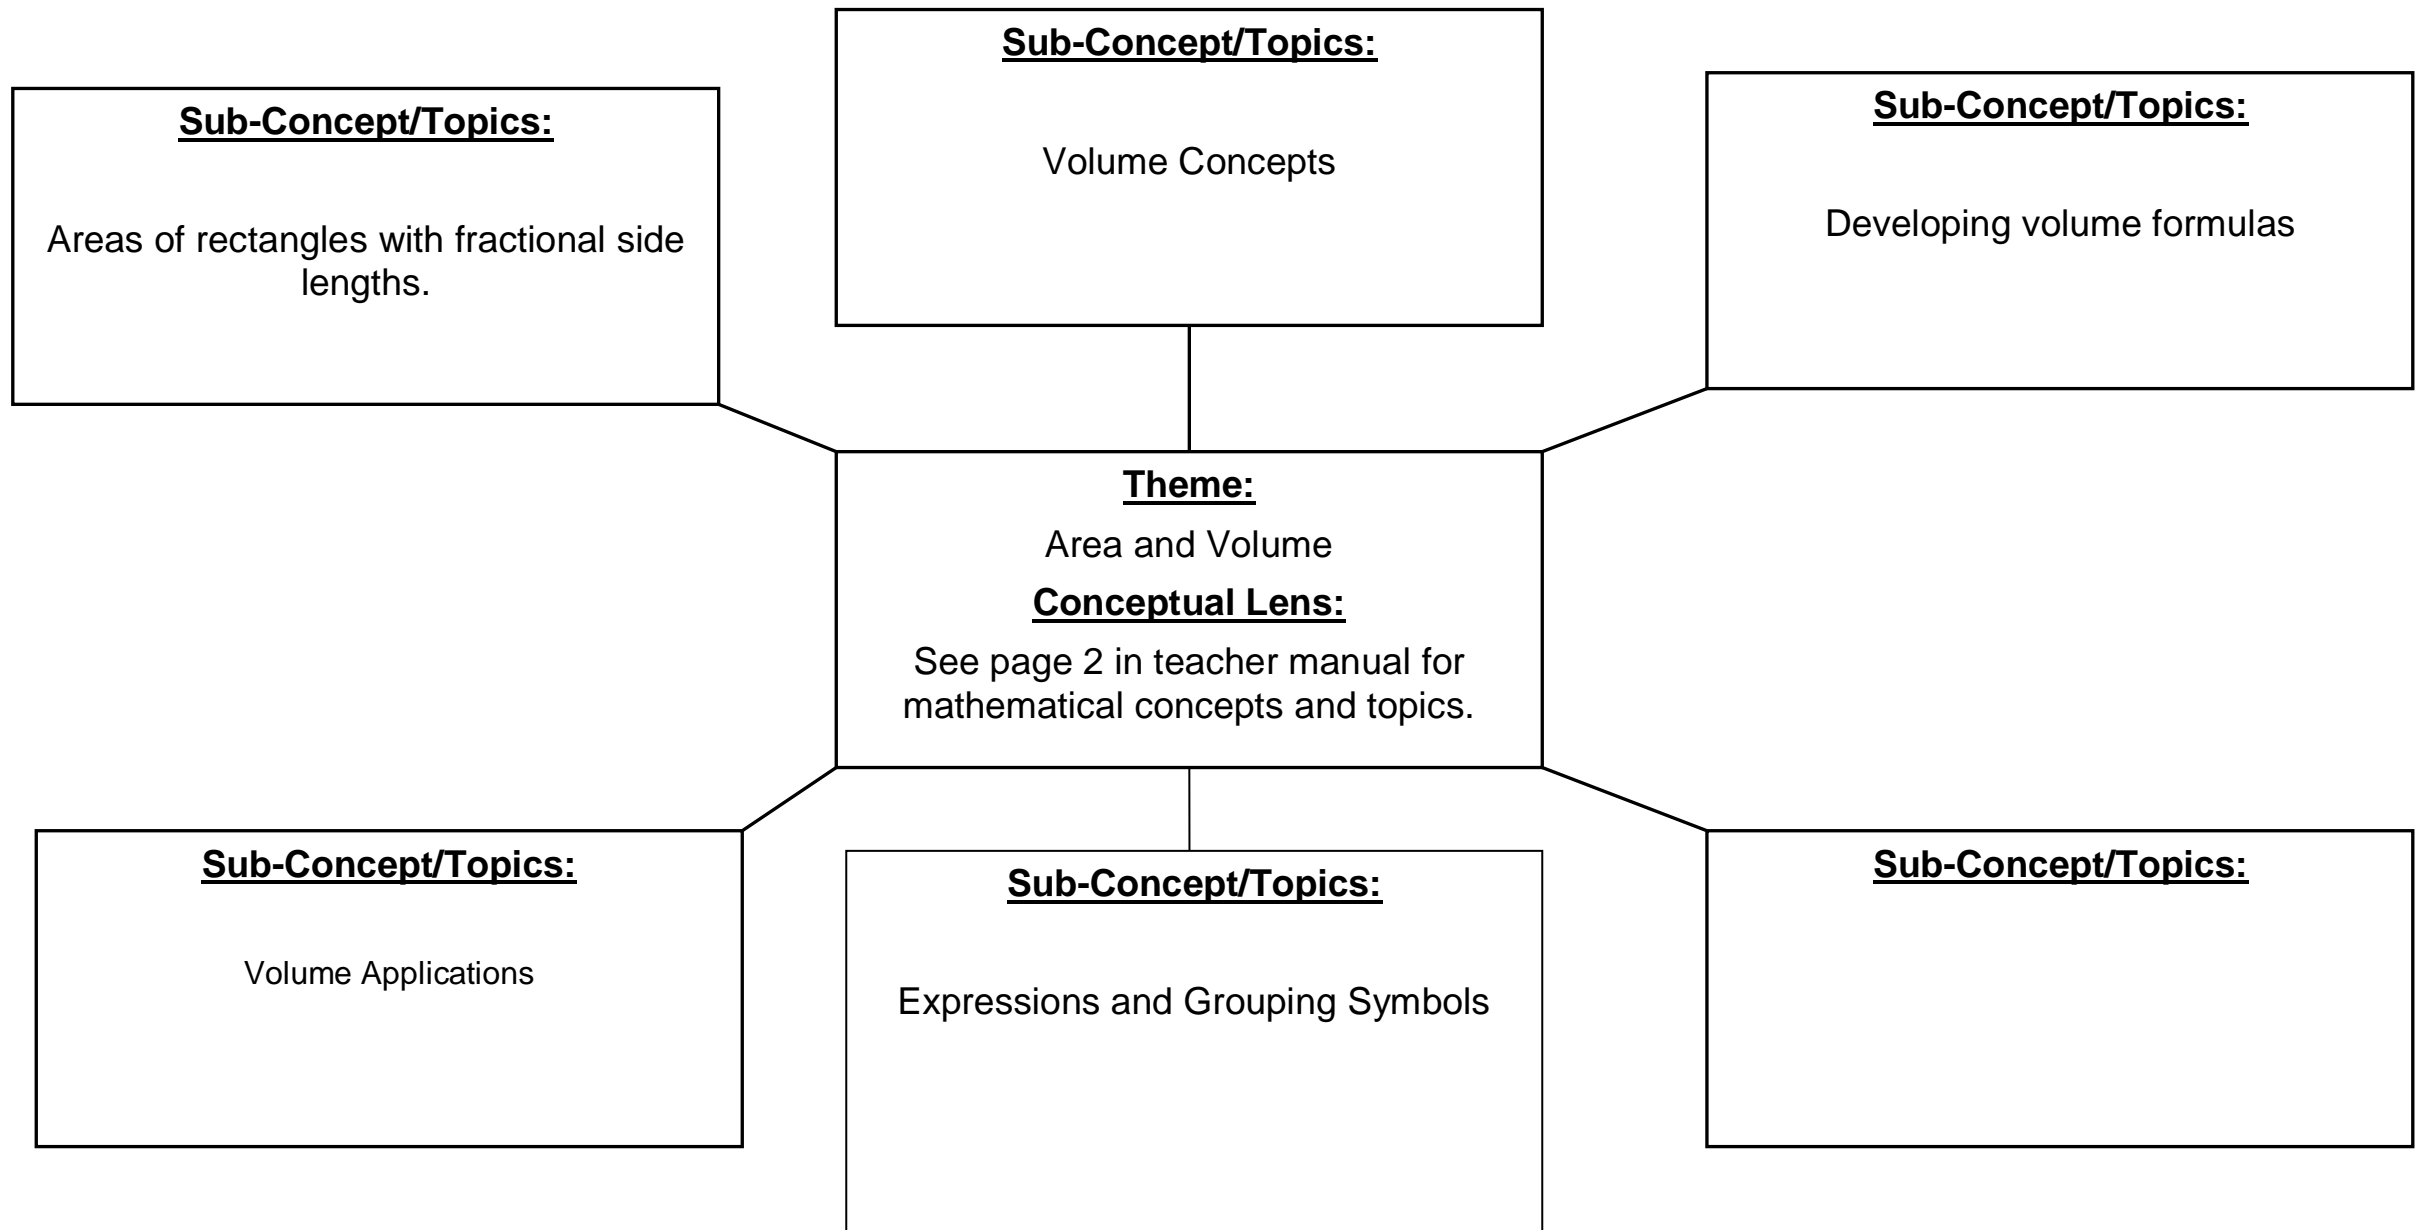 Sub-Concept/Topics:
Areas of rectangles with fractional side
lengths.
Sub-Concept/Topics:
Volume Concepts
Sub-Concept/Topics:
Developing volume formulas
Theme:
Area and Volume
Conceptual Lens:
See page 2 in teacher manual for
mathematical concepts and topics.
Sub-Concept/Topics:
Volume Applications
Sub-Concept/Topics:
Expressions and Grouping Symbols
Sub-Concept/Topics: